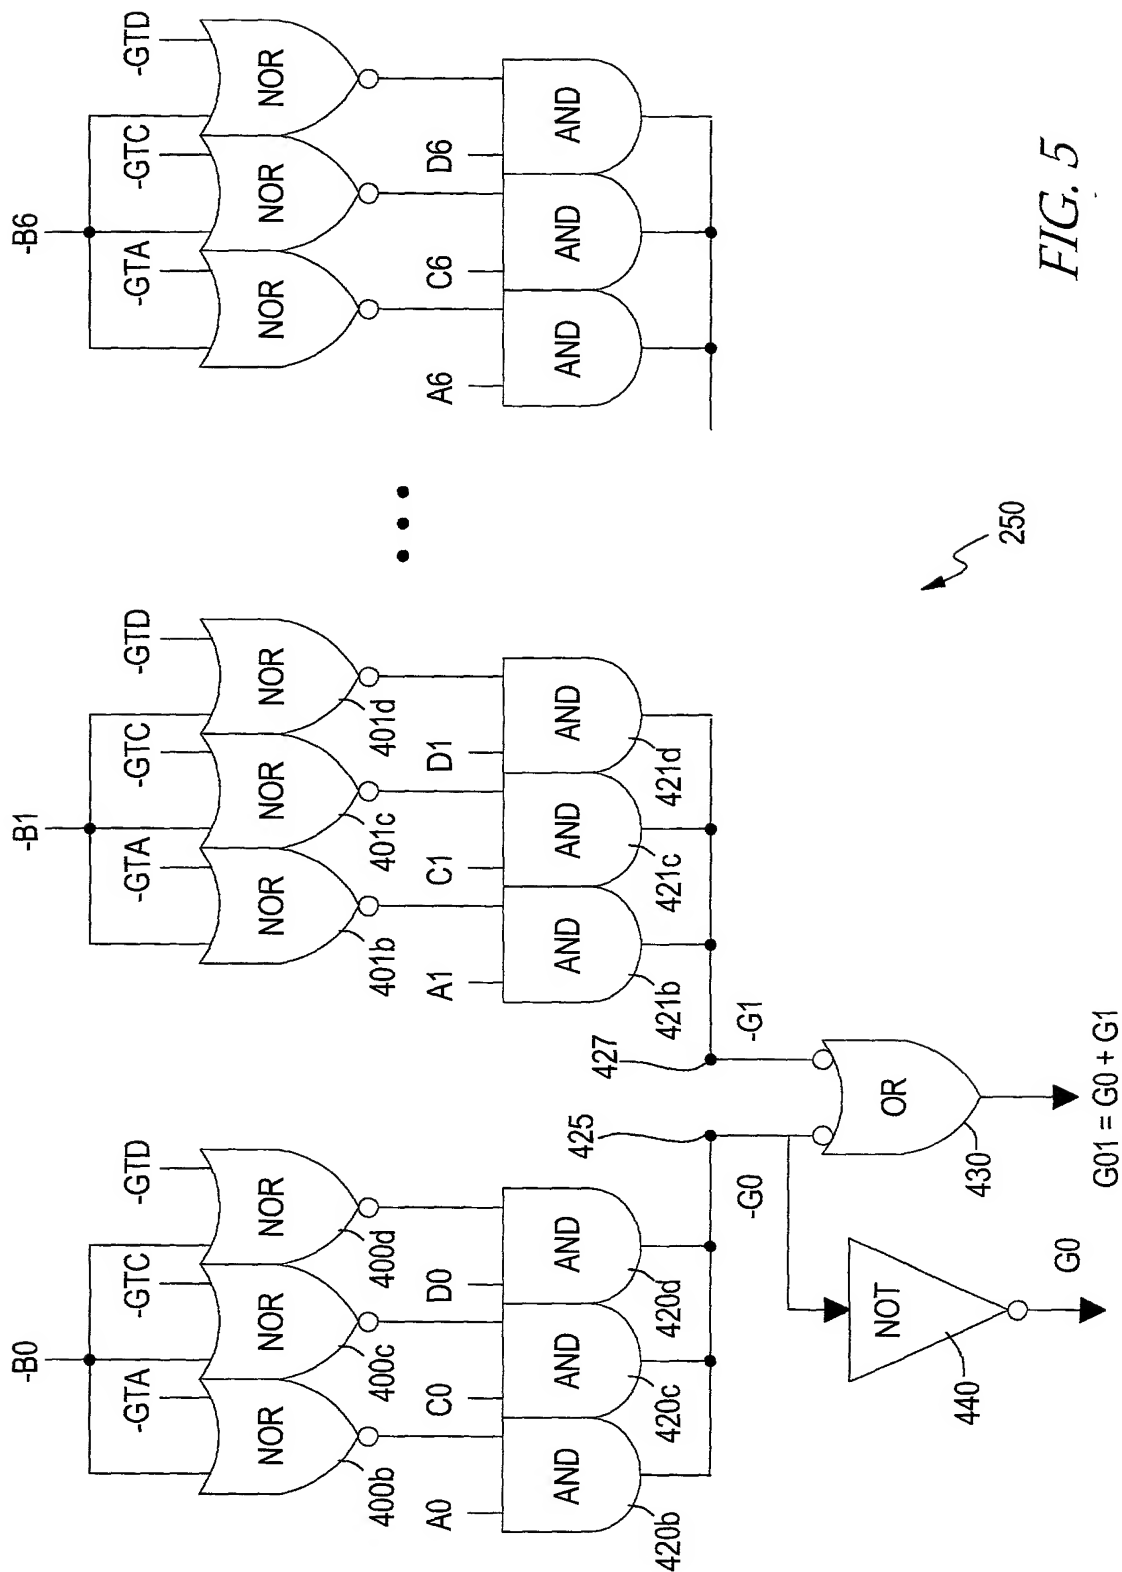 -B0
-B1
-B6
-GTA
-GTC
-GTD
-GTA
-GTC
-GTD
-GTA
-GTC
-GTD
NOR
NOR
NOR
NOR
NOR
NOR
NOR
NOR
NOR
400b
400c
400d
401b
401c
401d
A0
C0
D0
A1
C1
D1
A6
C6
D6
AND
AND
AND
AND
AND
AND
AND
AND
AND
420b
420c
420d
421b
421c
421d
425
427
-G0
-G1
NOT
OR
440
430
G0
G01 = G0 + G1
250
FIG. 5